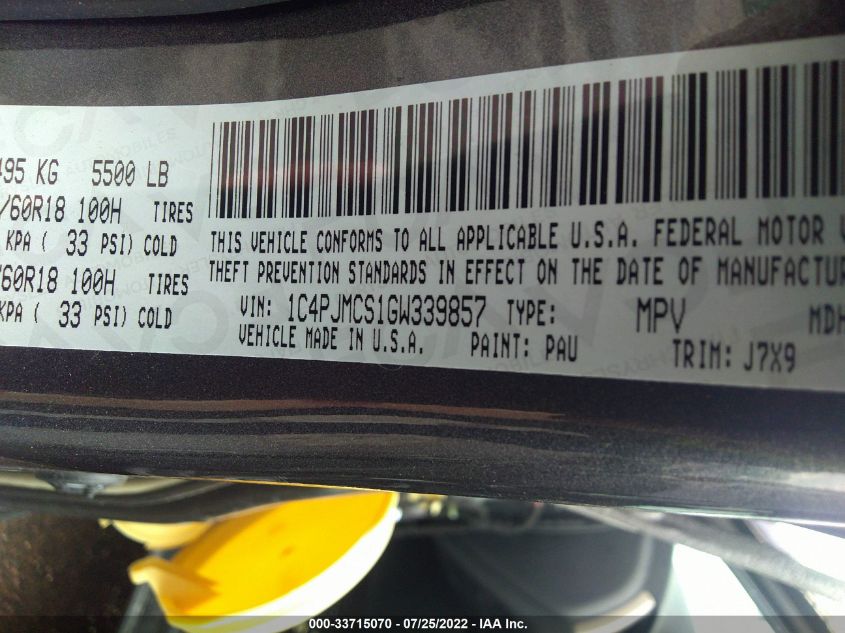 495 KG 5500 LB
/60R18 100H TIRES
KPA ( 33 PSI) COLD
/60R18 100H TIRES
KPA ( 33 PSI) COLD
THIS VEHICLE CONFORMS TO ALL APPLICABLE U.S.A. FEDERAL MOTOR V
THEFT PREVENTION STANDARDS IN EFFECT ON THE DATE OF MANUFACTUR
VIN: 1C4PJMCS1GW339857 TYPE: MPV MDH
VEHICLE MADE IN U.S.A. PAINT: PAU TRIM: J7X9
000-33715070 - 07/25/2022 - IAA Inc.